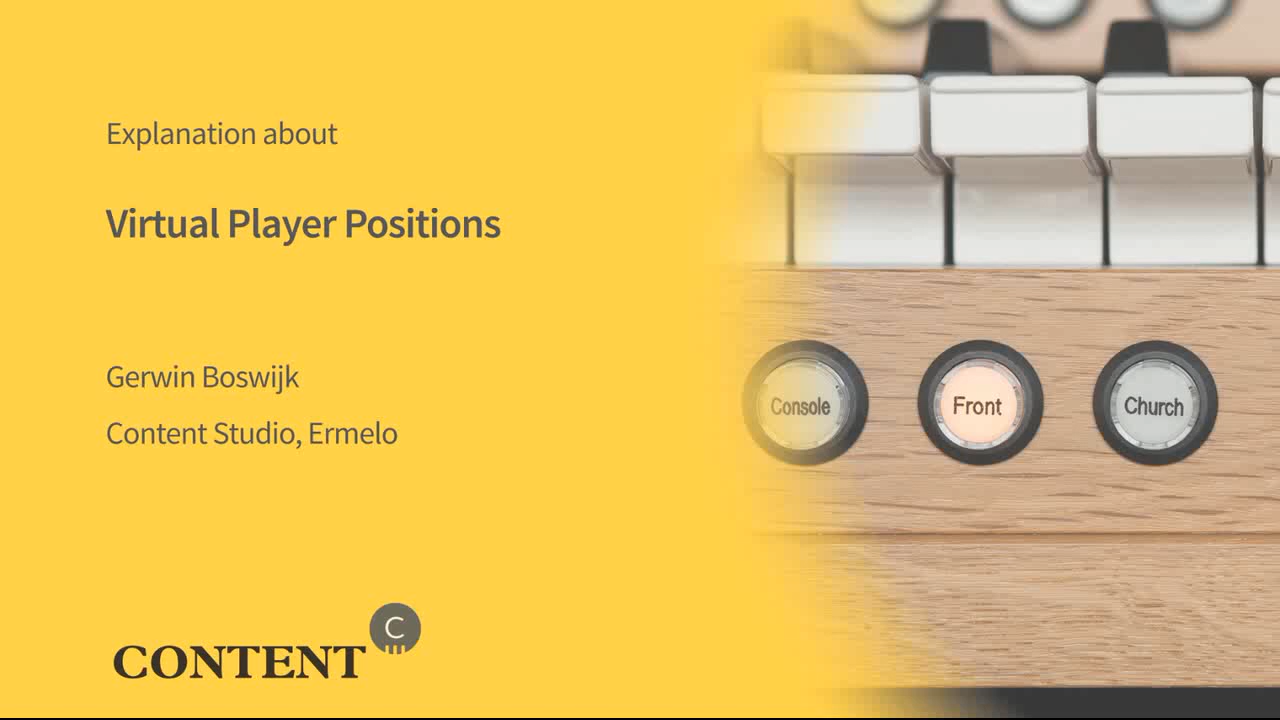 Explanation about
Virtual Player Positions
Gerwin Boswijk
Content Studio, Ermelo
CONTENT
C
Console
Front
Church